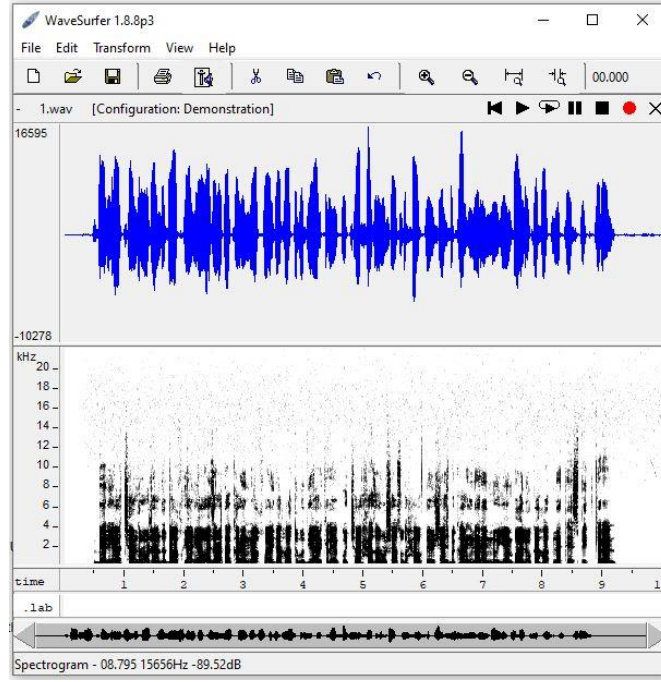 WaveSurfer 1.8.8p3
File Edit Transform View Help
00.000
- 1.wav [Configuration: Demonstration]
16595
-10278
kHz
20
18
16
14
12
10
8
6
4
2
time 1 2 3 4 5 6 7 8 9
.lab
Spectrogram - 08.795 15656Hz -89.52dB